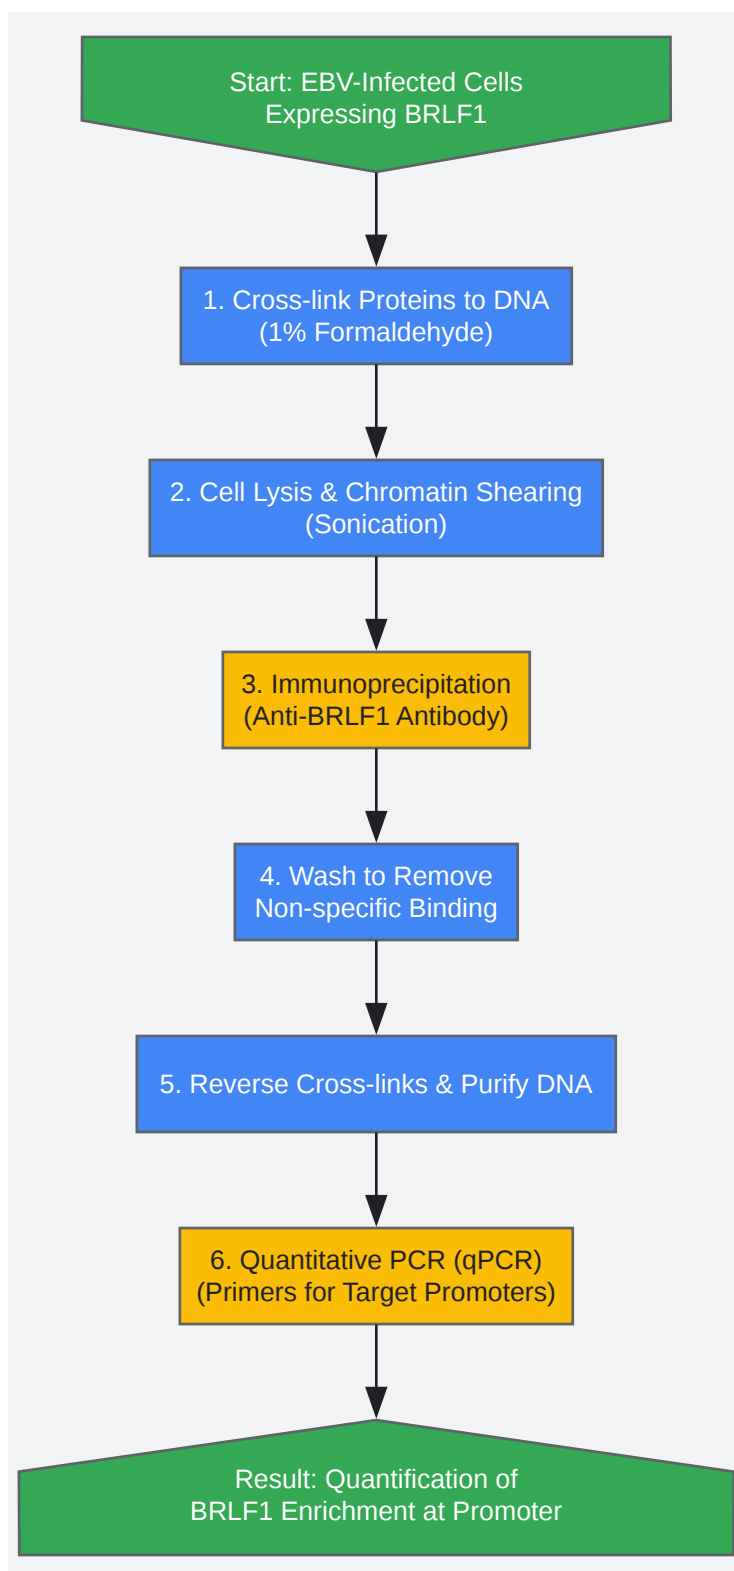 Start: EBV-Infected Cells
Expressing BRLF1
1. Cross-link Proteins to DNA
(1% Formaldehyde)
2. Cell Lysis & Chromatin Shearing
(Sonication)
3. Immunoprecipitation
(Anti-BRLF1 Antibody)
4. Wash to Remove
Non-specific Binding
5. Reverse Cross-links & Purify DNA
6. Quantitative PCR (qPCR)
(Primers for Target Promoters)
Result: Quantification of
BRLF1 Enrichment at Promoter